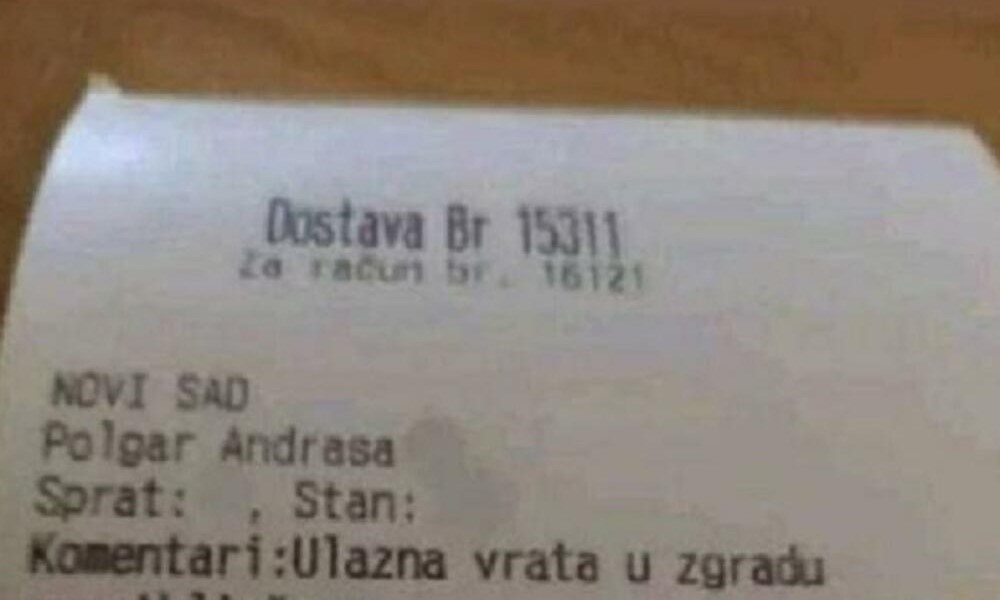 Dostava Br 15311
Za račun br. 16121
NOVI SAD
Polgar Andrasa
Sprat: , Stan:
Komentari:Ulazna vrata u zgradu